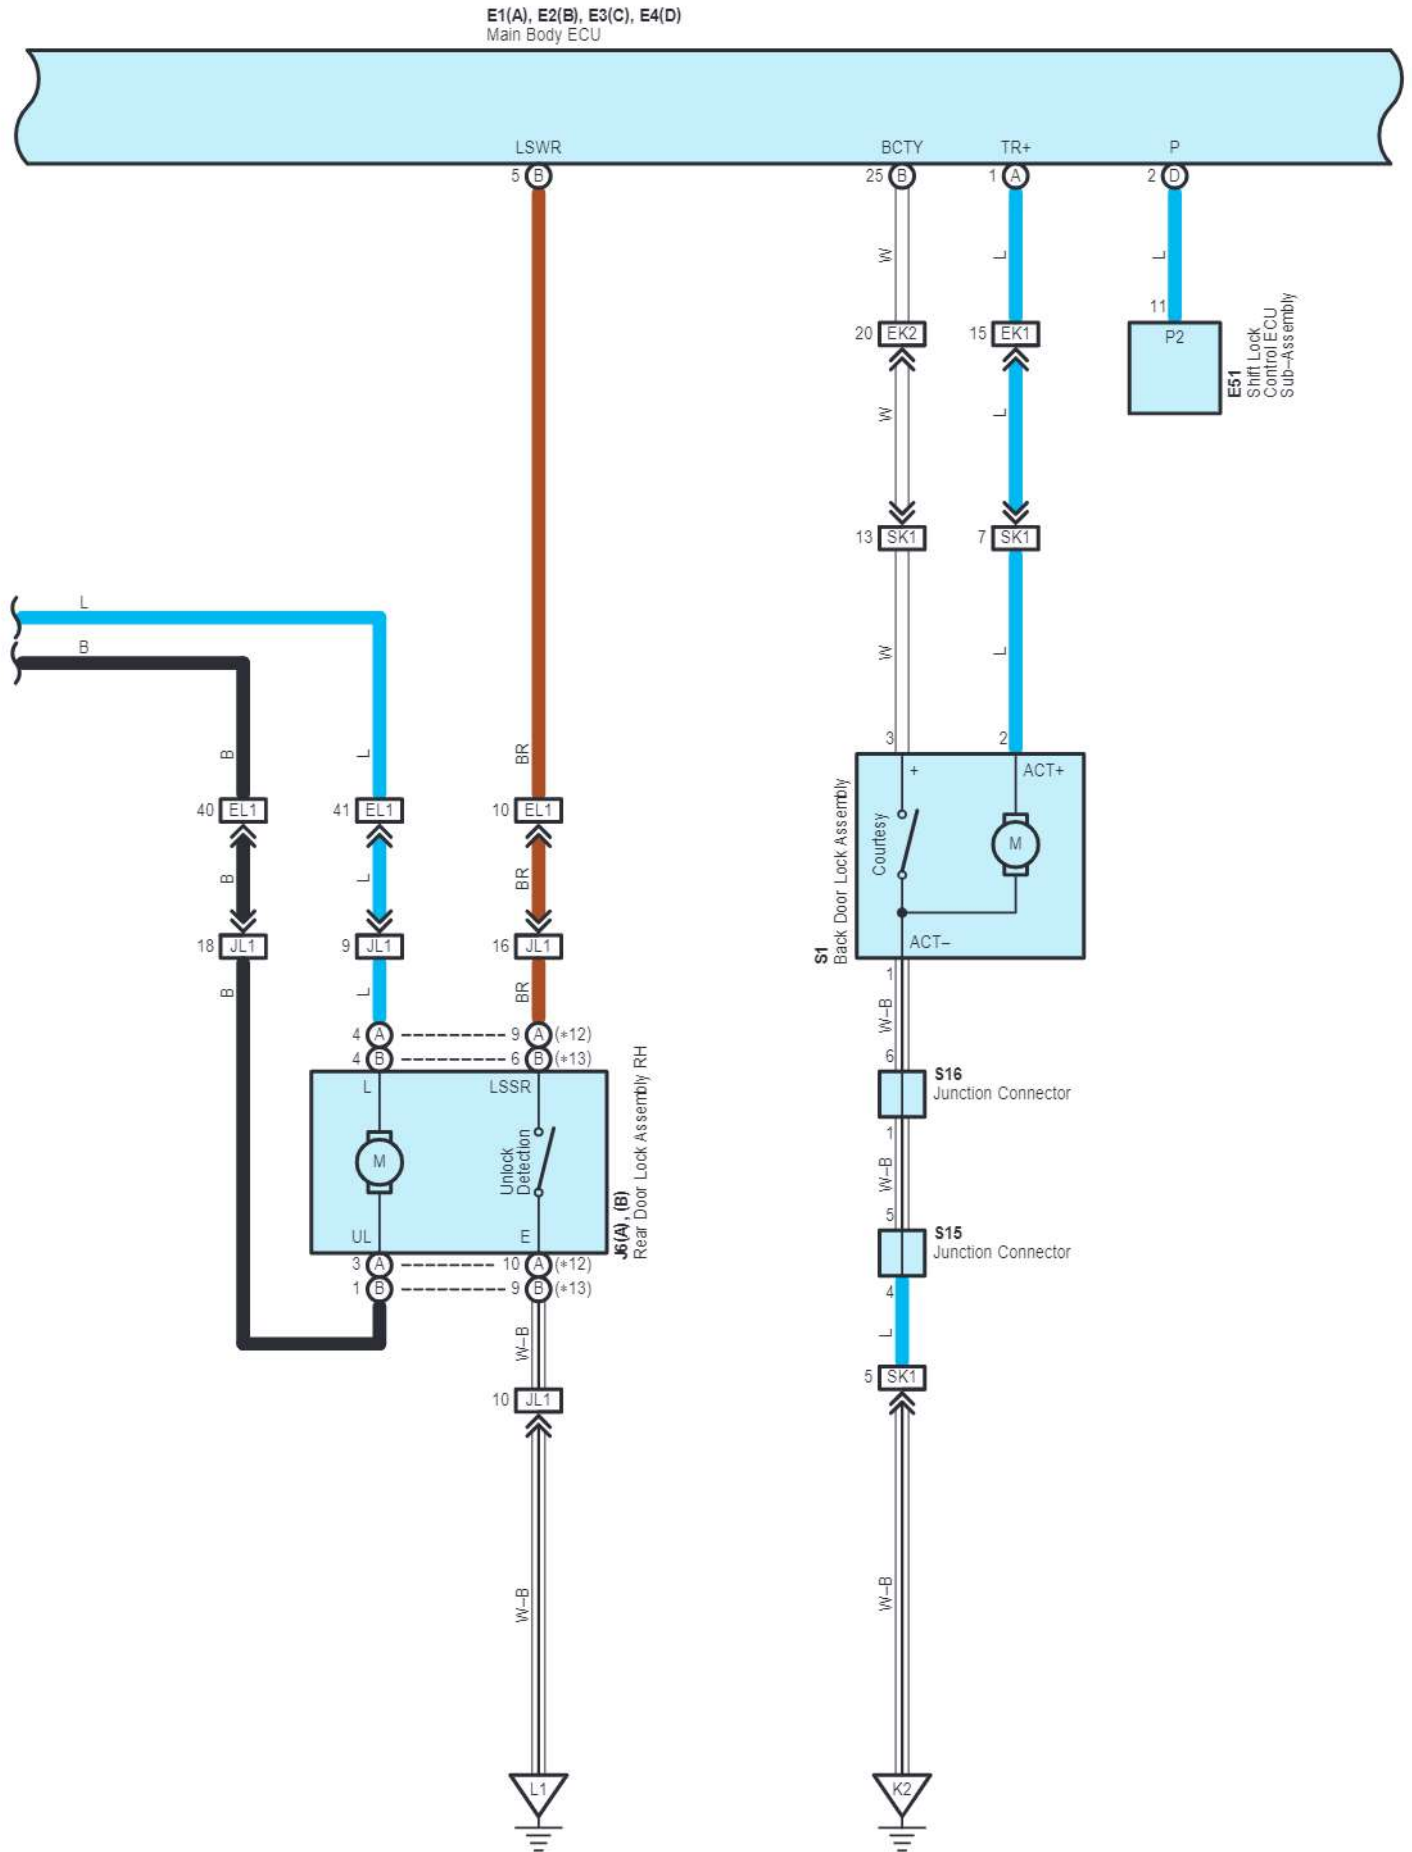 E1(A), E2(B), E3(C), E4(D)
Main Body ECU
LSWR
BCTY
TR+
P
5 B
25 B
1 A
2 D
W
L
L
11
P2
E51
Shift Lock
Control ECU
Sub-Assembly
20 EK2
15 EK1
W
L
13 SK1
7 SK1
L
B
W
L
B
L
BR
3
2
40 EL1
41 EL1
10 EL1
+
ACT+
Courtesy
M
ACT-
S1
Back Door Lock Assembly
B
L
BR
18 JL1
9 JL1
16 JL1
B
L
BR
1
W-B
6
4 A
9 A (*12)
4 B
6 B (*13)
S16
Junction Connector
L
LSSR
M
Unlock
Detection
UL
E
J6(A), (B)
Rear Door Lock Assembly RH
1
W-B
5
S15
Junction Connector
3 A
10 A (*12)
1 B
9 B (*13)
4
L
W-B
5 SK1
10 JL1
W-B
W-B
L1
K2